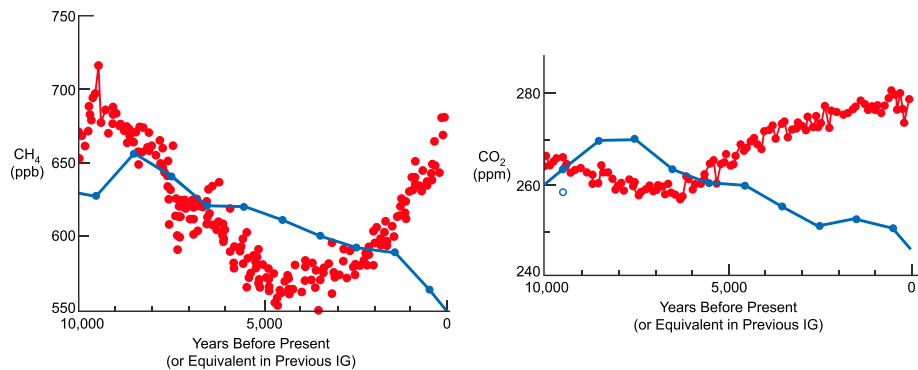 750
700
CH4
(ppb)
650
600
550
10,000
5,000
0
Years Before Present
(or Equivalent in Previous IG)
280
CO2
(ppm)
260
240
10,000
5,000
0
Years Before Present
(or Equivalent in Previous IG)